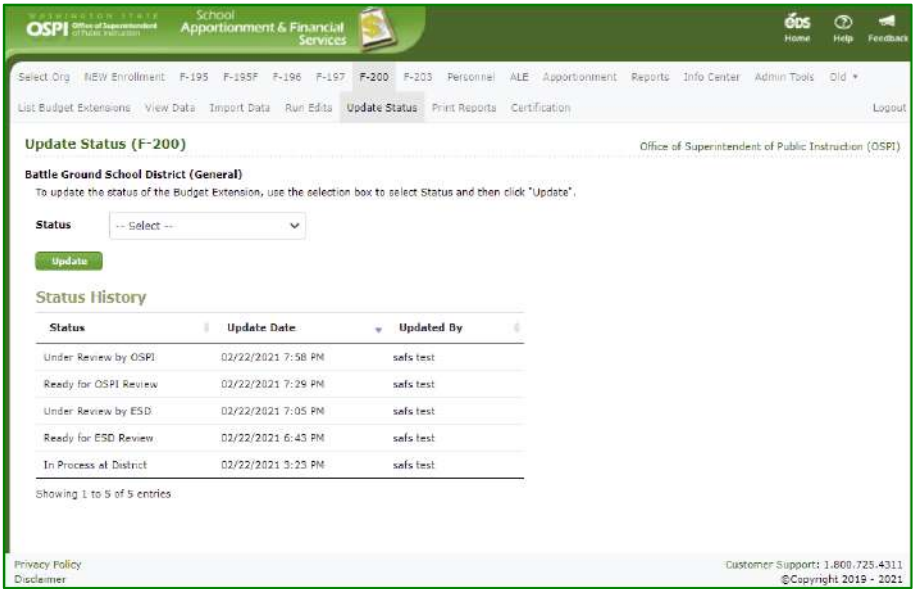 WASHINGTON STATE
OSPI Office of Superintendent of Public Instruction
School
Apportionment & Financial
Services
eds
Home Help Feedback
Select Org NEW Enrollment F-195 F-195F F-196 F-197 F-200 F-203 Personnel ALE Apportionment Reports Info Center Admin Tools Old
List Budget Extensions View Data Import Data Run Edits Update Status Print Reports Certification Logout
Update Status (F-200) Office of Superintendent of Public Instruction (OSPI)
Battle Ground School District (General)
To update the status of the Budget Extension, use the selection box to select Status and then click "Update".
Status -- Select --
Update
Status History
Status Update Date Updated By
Under Review by OSPI 02/22/2021 7:58 PM safs test
Ready for OSPI Review 02/22/2021 7:29 PM safs test
Under Review by ESD 02/22/2021 7:05 PM safs test
Ready for ESD Review 02/22/2021 6:43 PM safs test
In Process at District 02/22/2021 3:23 PM safs test
Showing 1 to 5 of 5 entries
Privacy Policy Customer Support: 1.800.725.4311
Disclaimer ©Copyright 2019 - 2021